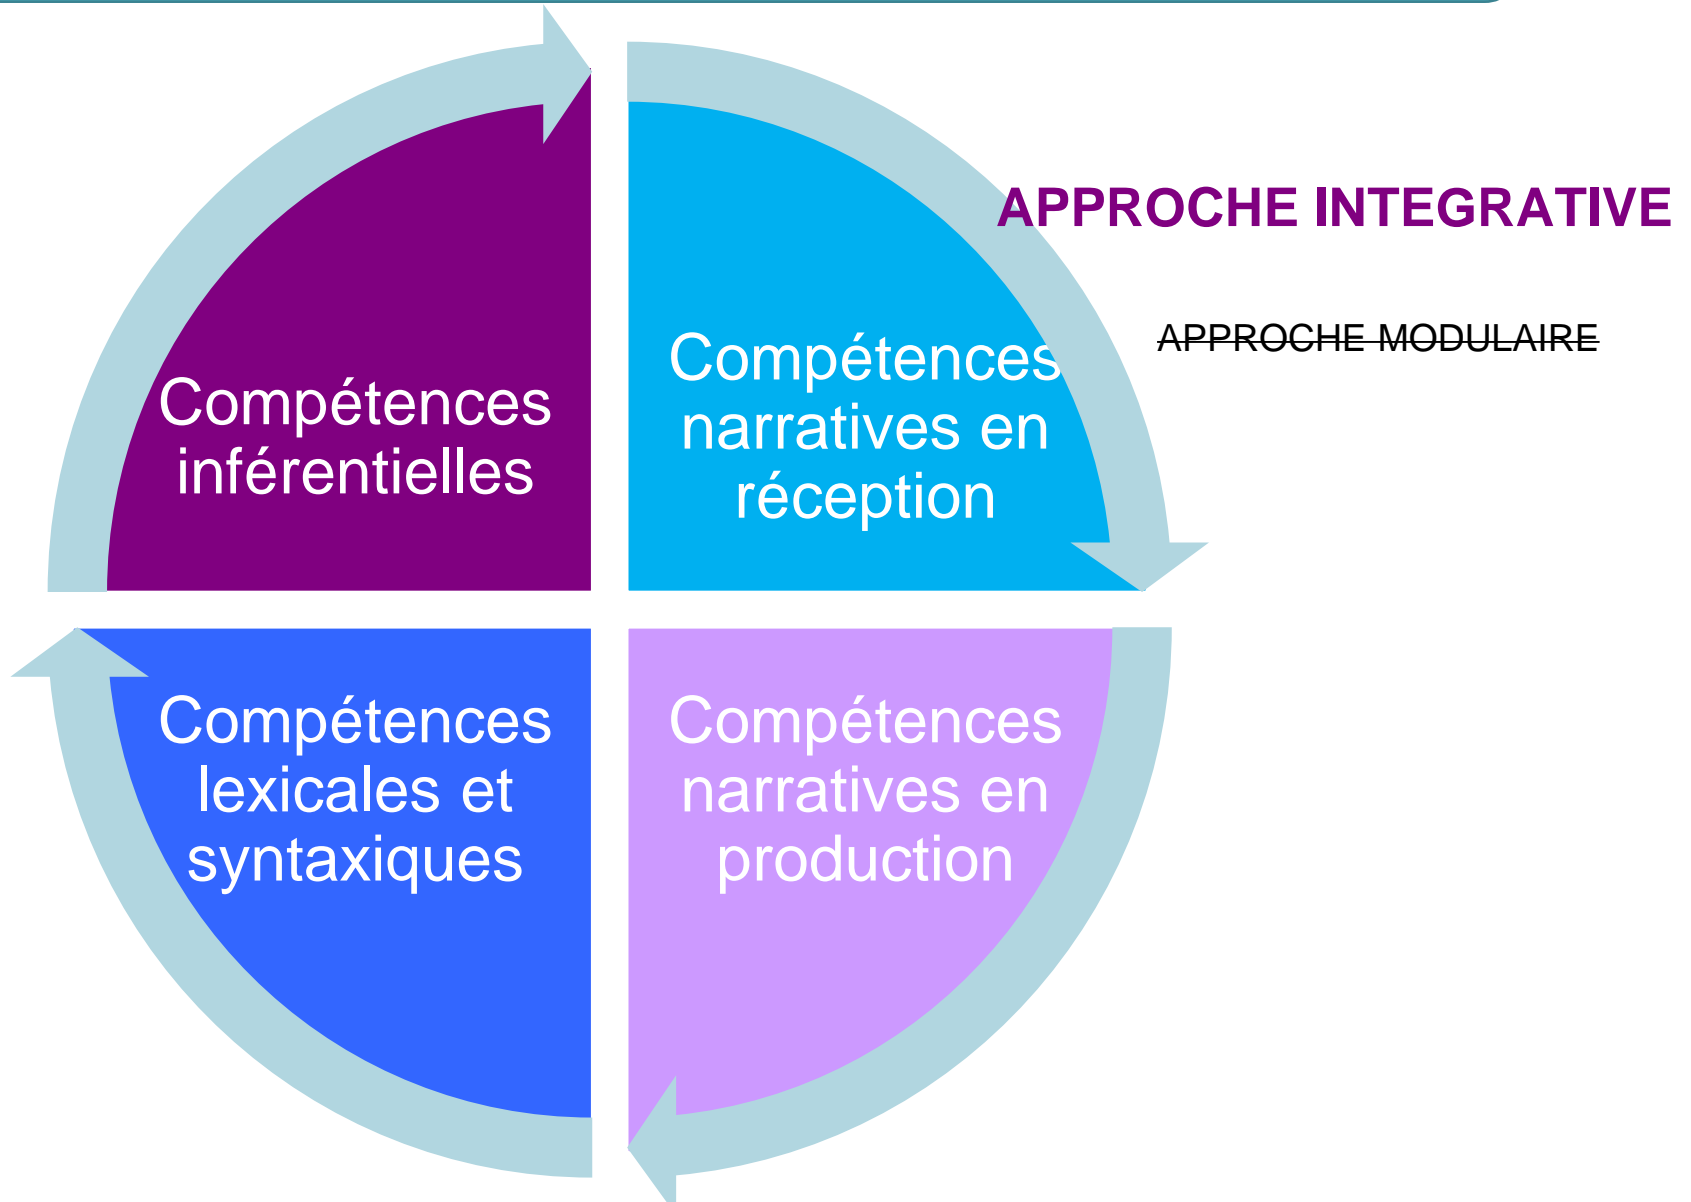 Compétences
inférentielles
Compétences
narratives en
réception
APPROCHE INTEGRATIVE
APPROCHE MODULAIRE
Compétences
lexicales et
syntaxiques
Compétences
narratives en
production